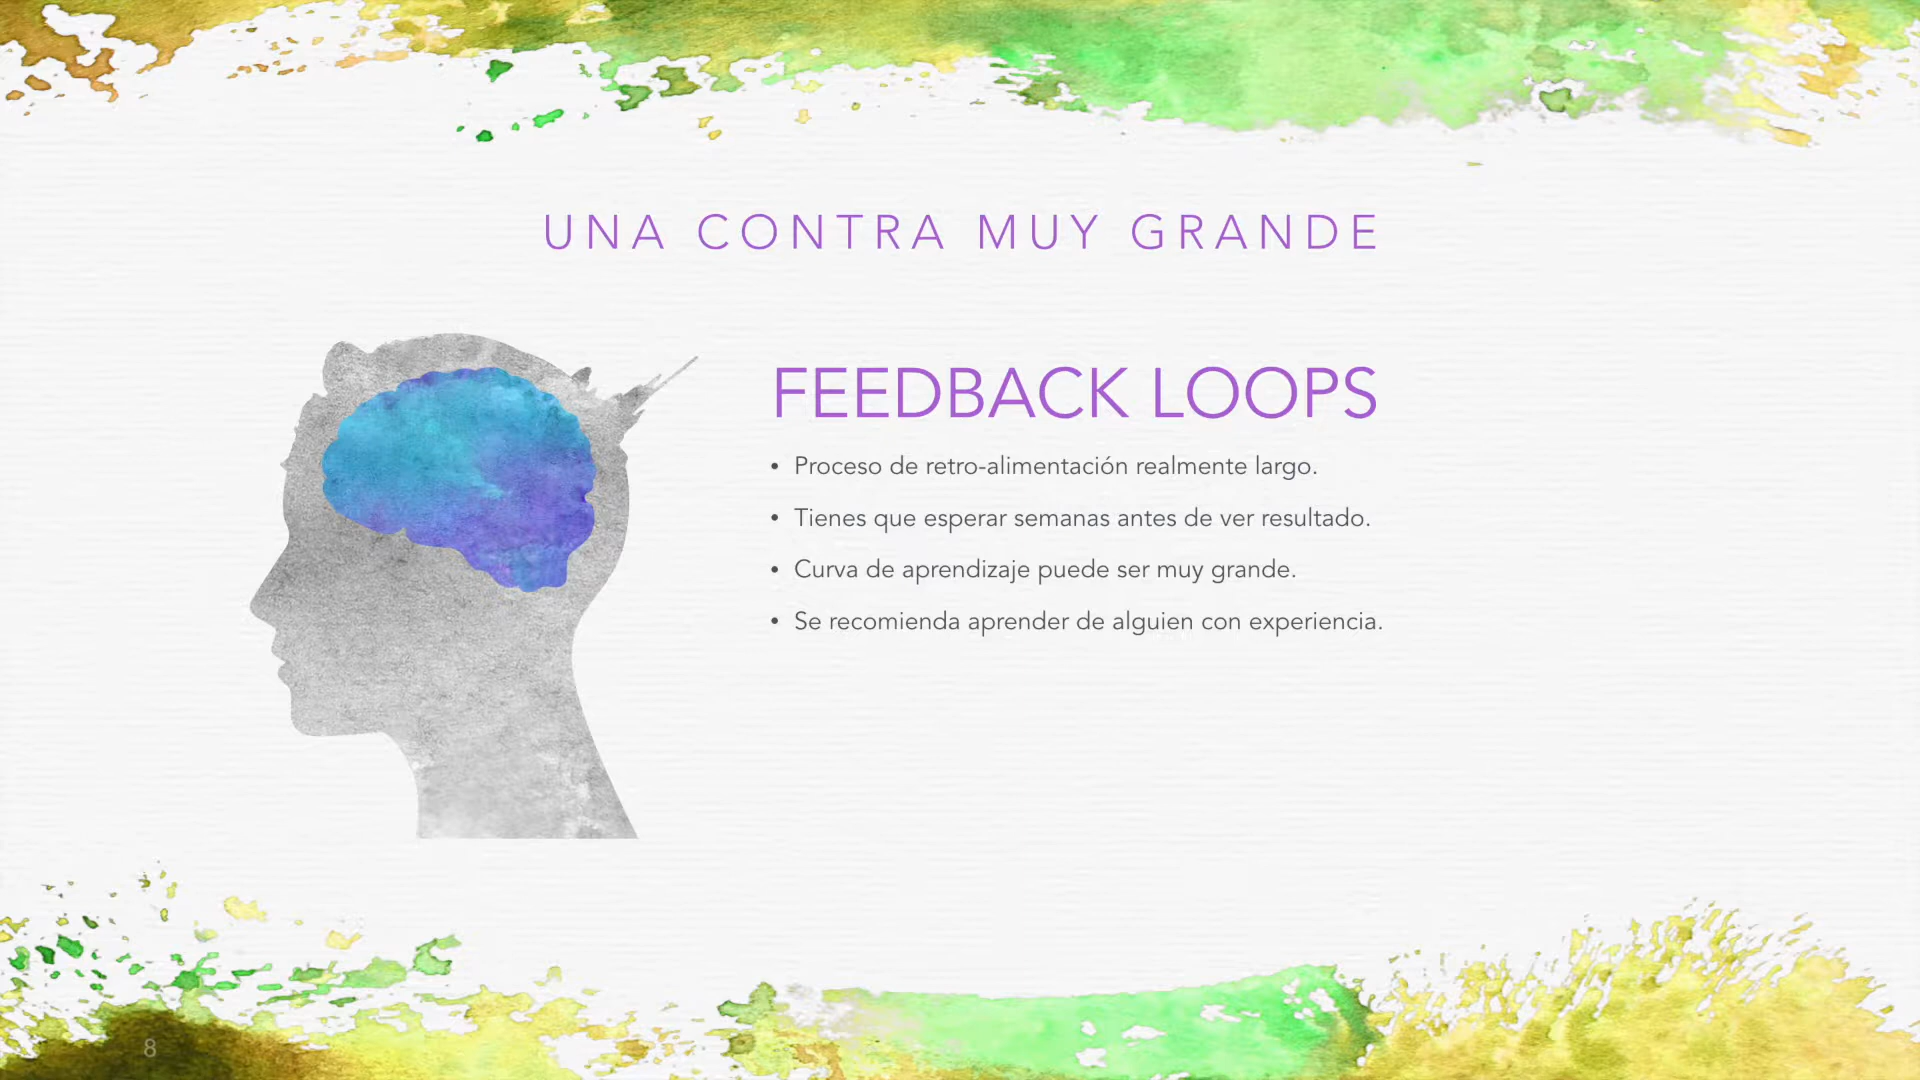 UNA CONTRA MUY GRANDE
FEEDBACK LOOPS
• Proceso de retro-alimentación realmente largo.
• Tienes que esperar semanas antes de ver resultado.
• Curva de aprendizaje puede ser muy grande.
• Se recomienda aprender de alguien con experiencia.
8